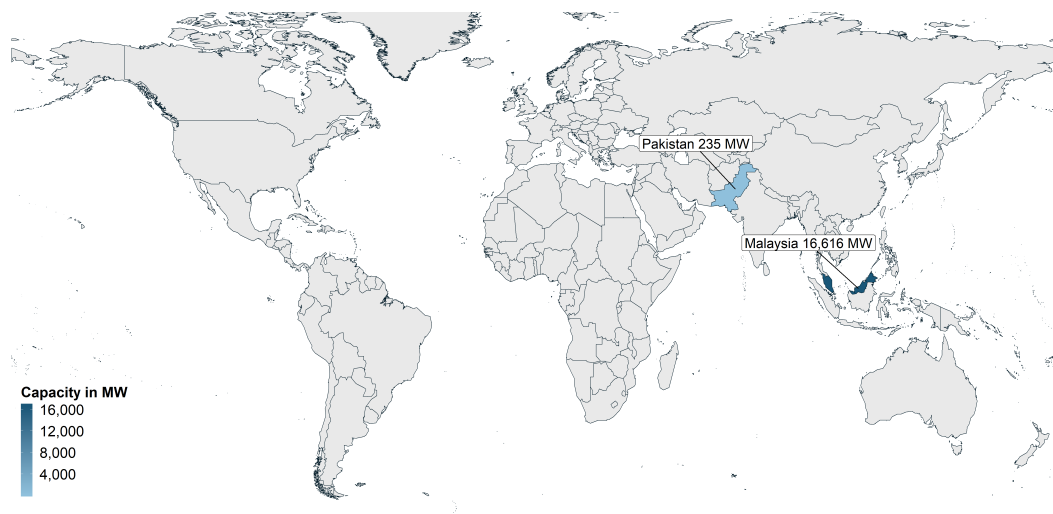 Pakistan 235 MW
Malaysia 16,616 MW
Capacity in MW
16,000
12,000
8,000
4,000